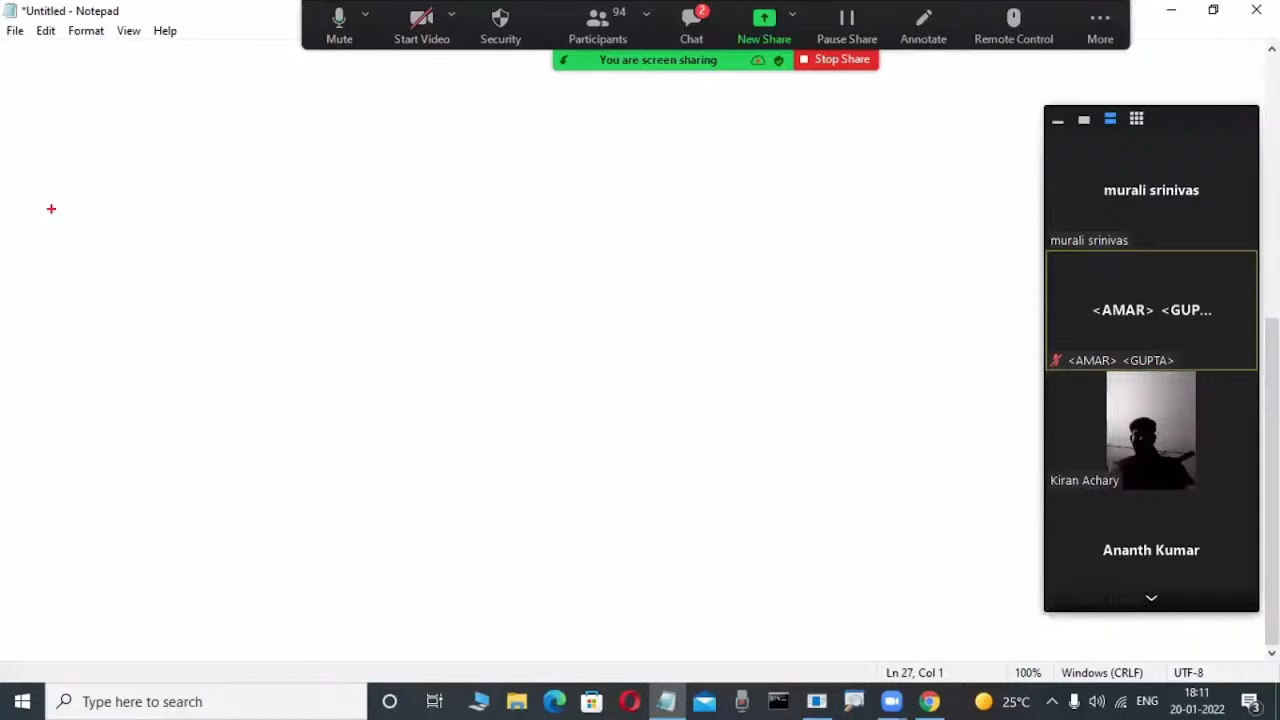 *Untitled - Notepad
File Edit Format View Help
94
2
Mute Start Video Security Participants Chat New Share Pause Share Annotate Remote Control More
You are screen sharing Stop Share
murali srinivas
murali srinivas
<AMAR> <GUP...
<AMAR> <GUPTA>
Kiran Achary
Ananth Kumar
Ln 27, Col 1 100% Windows (CRLF) UTF-8
Type here to search
25°C ENG
18:11
20-01-2022
3